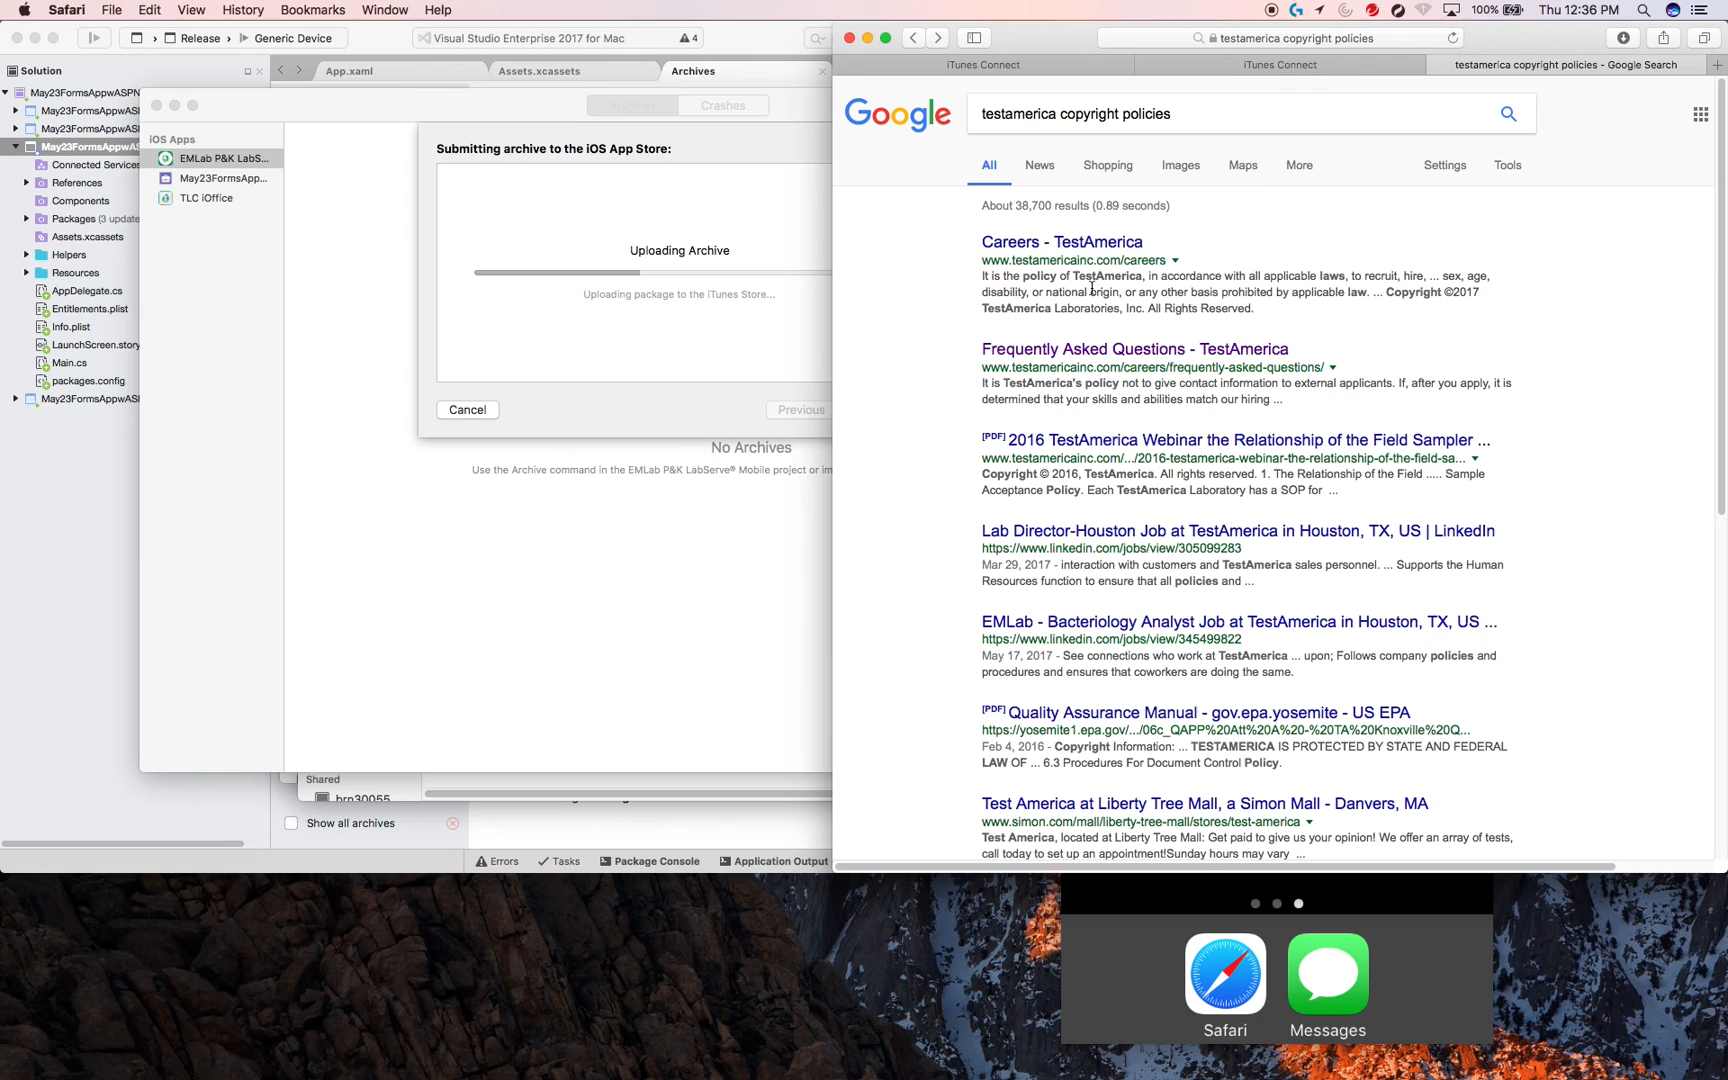 Safari File Edit View History Bookmarks Window Help 100% Thu 12:36 PM
Release Generic Device Visual Studio Enterprise 2017 for Mac 4
Solution
App.xaml Assets.xcassets Archives
May23FormsAppwASPN
May23FormsAppwASI
May23FormsAppwASI
May23FormsAppwAS
Connected Services
References
Components
Packages (3 update
Assets.xcassets
Helpers
Resources
AppDelegate.cs
Entitlements.plist
Info.plist
LaunchScreen.story
Main.cs
packages.config
May23FormsAppwASI
Archives Crashes
iOS Apps
EMLab P&K LabS...
May23FormsApp...
TLC iOffice
Submitting archive to the iOS App Store:
Uploading Archive
Uploading package to the iTunes Store...
Cancel Previous
No Archives
Use the Archive command in the EMLab P&K LabServe® Mobile project or im
Shared
brn30055
Show all archives
Errors Tasks Package Console Application Output
testamerica copyright policies
iTunes Connect iTunes Connect testamerica copyright policies - Google Search
Google testamerica copyright policies
All News Shopping Images Maps More Settings Tools
About 38,700 results (0.89 seconds)
Careers - TestAmerica
www.testamericainc.com/careers
It is the policy of TestAmerica, in accordance with all applicable laws, to recruit, hire, ... sex, age,
disability, or national origin, or any other basis prohibited by applicable law. ... Copyright ©2017
TestAmerica Laboratories, Inc. All Rights Reserved.
Frequently Asked Questions - TestAmerica
www.testamericainc.com/careers/frequently-asked-questions/
It is TestAmerica's policy not to give contact information to external applicants. If, after you apply, it is
determined that your skills and abilities match our hiring ...
[PDF] 2016 TestAmerica Webinar the Relationship of the Field Sampler ...
www.testamericainc.com/.../2016-testamerica-webinar-the-relationship-of-the-field-sa...
Copyright © 2016, TestAmerica. All rights reserved. 1. The Relationship of the Field ..... Sample
Acceptance Policy. Each TestAmerica Laboratory has a SOP for ...
Lab Director-Houston Job at TestAmerica in Houston, TX, US | LinkedIn
https://www.linkedin.com/jobs/view/305099283
Mar 29, 2017 - interaction with customers and TestAmerica sales personnel. ... Supports the Human
Resources function to ensure that all policies and ...
EMLab - Bacteriology Analyst Job at TestAmerica in Houston, TX, US ...
https://www.linkedin.com/jobs/view/345499822
May 17, 2017 - See connections who work at TestAmerica ... upon; Follows company policies and
procedures and ensures that coworkers are doing the same.
[PDF] Quality Assurance Manual - gov.epa.yosemite - US EPA
https://yosemite1.epa.gov/.../06c_QAPP%20Att%20A%20-%20TA%20Knoxville%20Q...
Feb 4, 2016 - Copyright Information: ... TESTAMERICA IS PROTECTED BY STATE AND FEDERAL
LAW OF ... 6.3 Procedures For Document Control Policy.
Test America at Liberty Tree Mall, a Simon Mall - Danvers, MA
www.simon.com/mall/liberty-tree-mall/stores/test-america
Test America, located at Liberty Tree Mall: Get paid to give us your opinion! We offer an array of tests,
call today to set up an appointment!Sunday hours may vary ...
Safari Messages